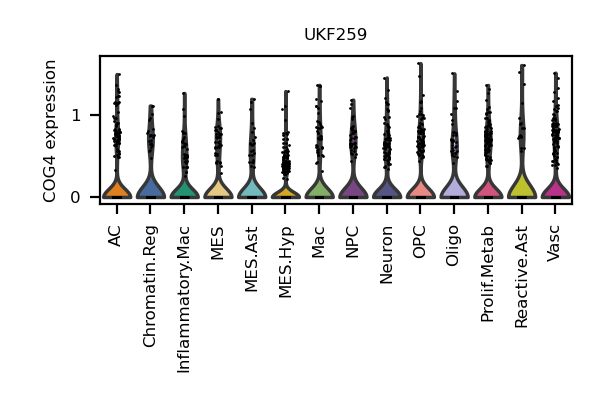 UKF259
COG4 expression
1
0
AC
Chromatin.Reg
Inflammatory.Mac
MES
MES.Ast
MES.Hyp
Mac
NPC
Neuron
OPC
Oligo
Prolif.Metab
Reactive.Ast
Vasc